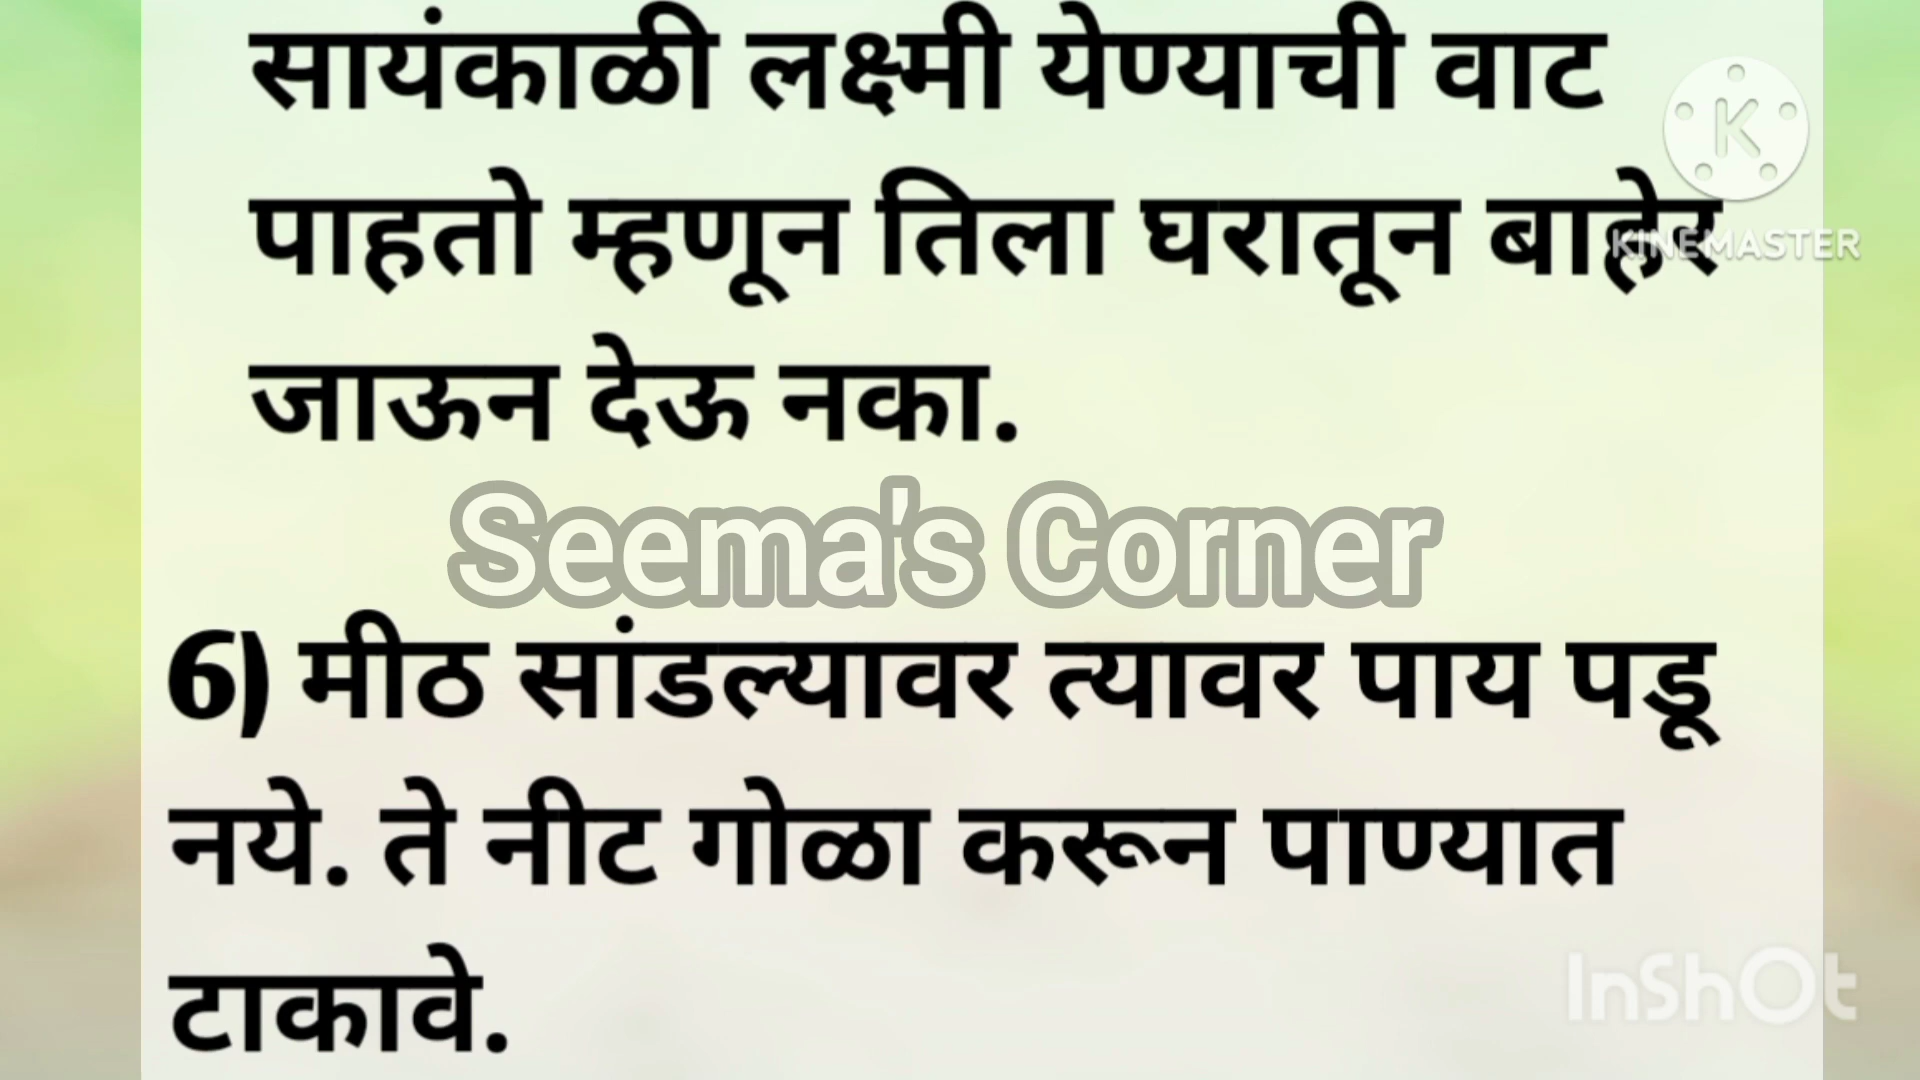 सायंकाळी लक्ष्मी येण्याची वाट
K
पाहतो म्हणून तिला घरातून बाहेर
KINEMASTER
जाऊन देऊ नका.
Seema's Corner
6) मीठ सांडल्यावर त्यावर पाय पडू
नये. ते नीट गोळा करून पाण्यात
टाकावे.
InShOt